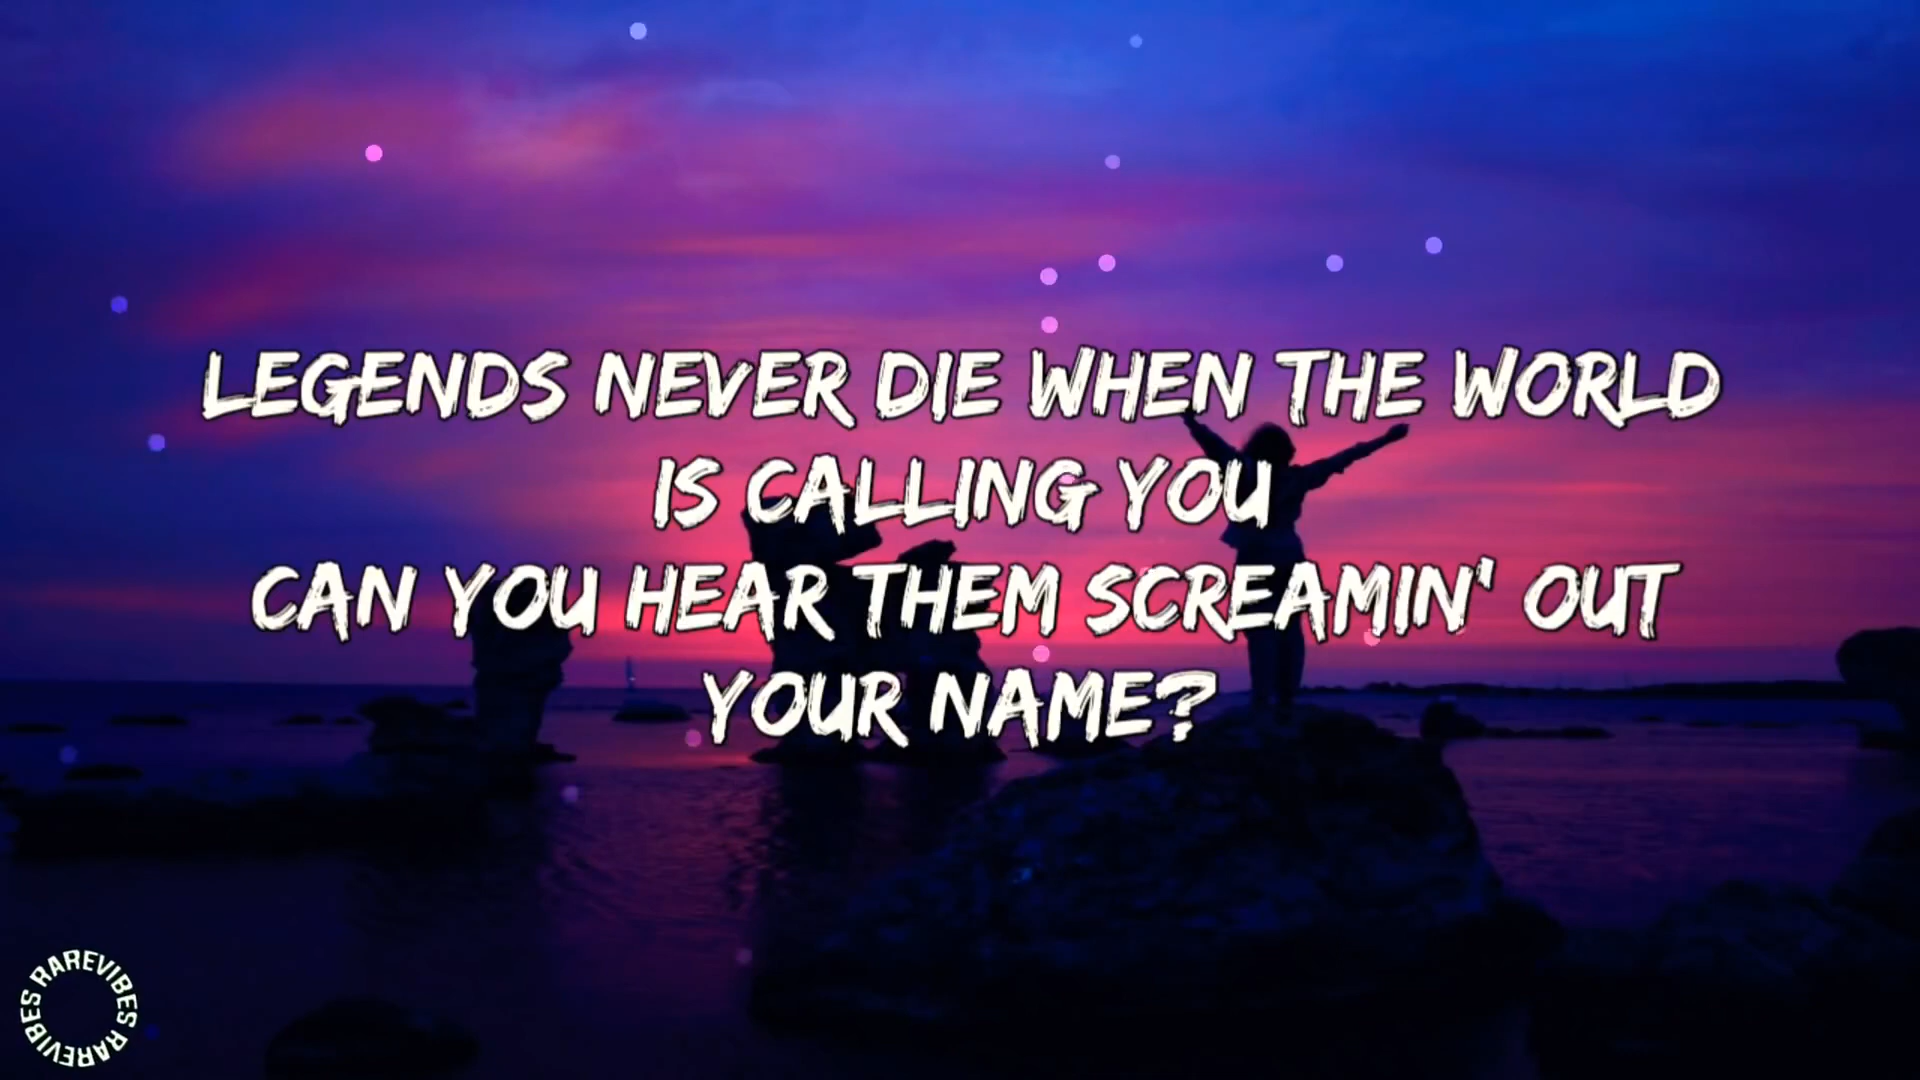 LEGENDS NEVER DIE WHEN THE WORLD
IS CALLING YOU
CAN YOU HEAR THEM SCREAMIN' OUT
YOUR NAME?
RAREVIBES RAREVIBES RAREVIBES